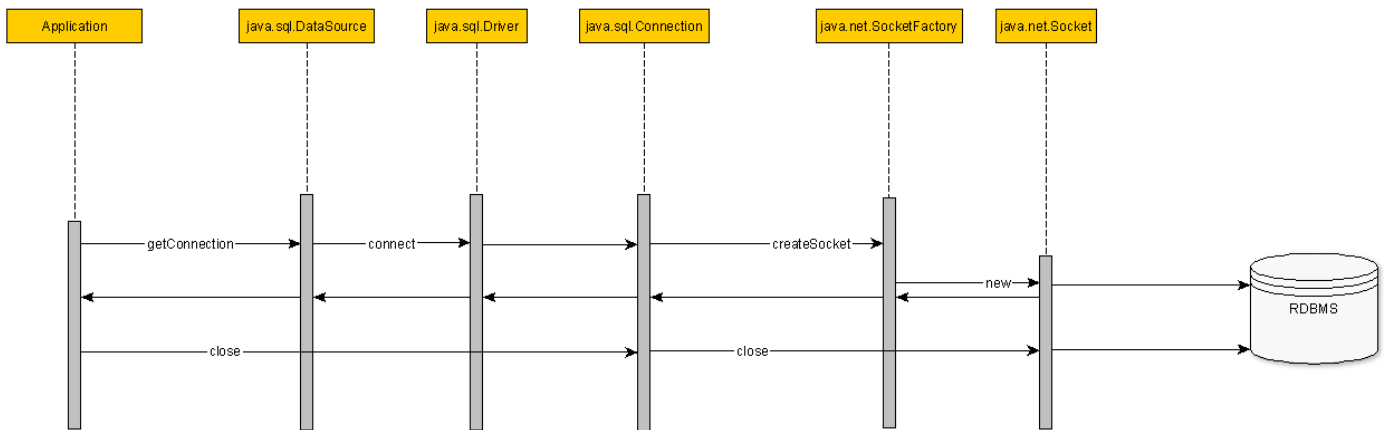 Application
java.sql.DataSource
java.sql.Driver
java.sql.Connection
java.net.SocketFactory
java.net.Socket
getConnection
connect
createSocket
new
RDBMS
close
close